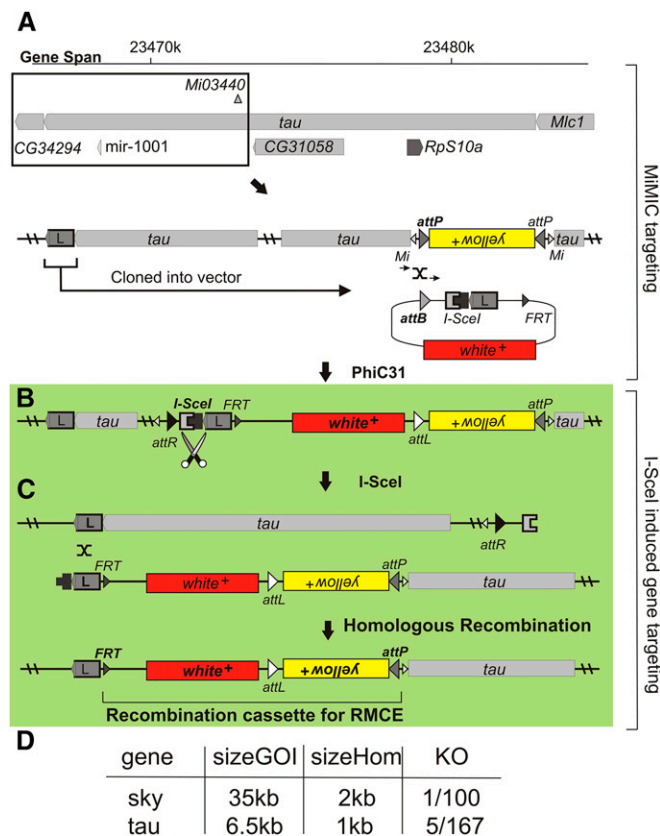 A
23470k 23480k
Gene Span
Mi03440
tau Mlc1
CG34294 mir-1001 CG31058 RpS10a
attP attP
L tau tau yellow+ tau
Mi Mi
Cloned into vector
L
attB I-SceI FRT
white+
PhiC31
MiMIC targeting
B
I-SceI FRT attP
L tau L white+ yellow+ tau
attR attL
I-SceI
C
L tau
attR
FRT attP
L white+ yellow+ tau
attL
Homologous Recombination
FRT attP
L white+ yellow+ tau
attL
Recombination cassette for RMCE
I-SceI induced gene targeting
D
gene sizeGOI sizeHom KO
sky 35kb 2kb 1/100
tau 6.5kb 1kb 5/167